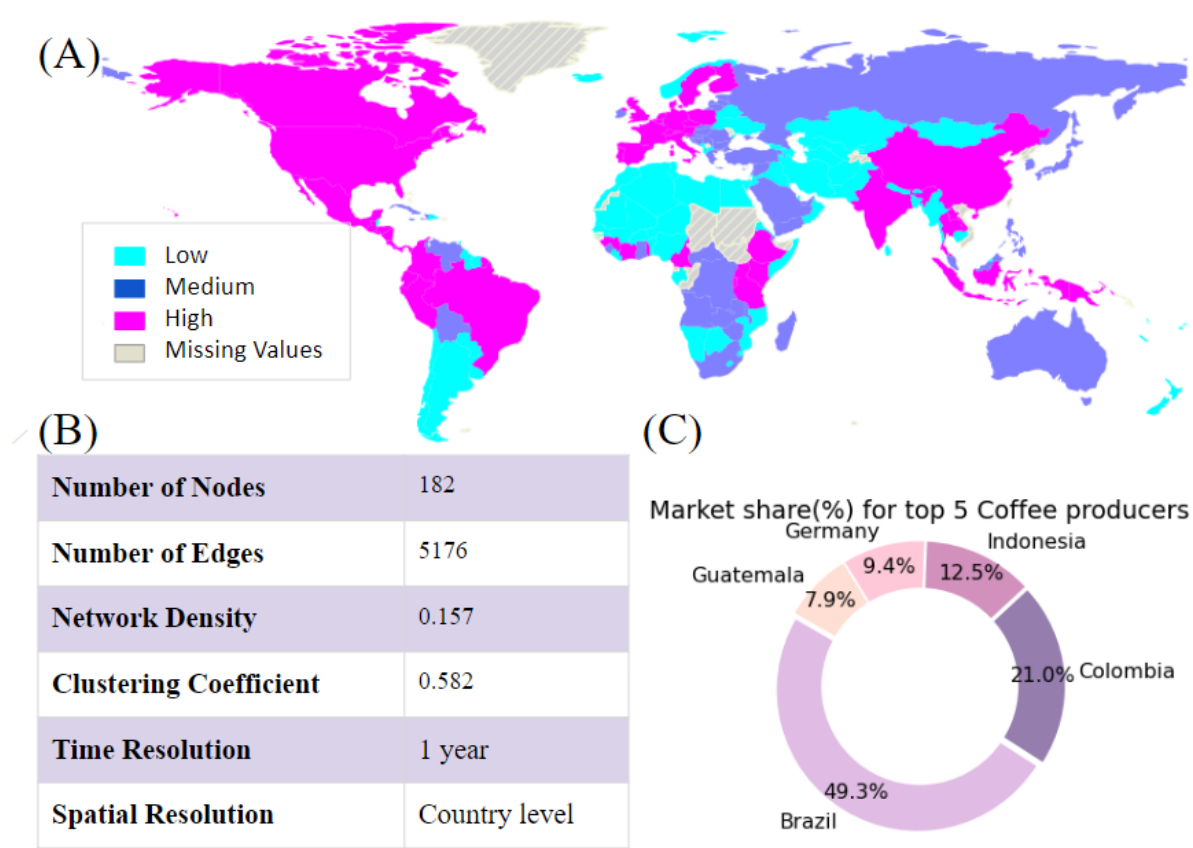 (A)
Low
Medium
High
Missing Values
(B)
Number of Nodes 182
Number of Edges 5176
Network Density 0.157
Clustering Coefficient 0.582
Time Resolution 1 year
Spatial Resolution Country level
(C)
Market share(%) for top 5 Coffee producers
Germany
Indonesia
9.4%
12.5%
Guatemala
7.9%
21.0%
Colombia
49.3%
Brazil